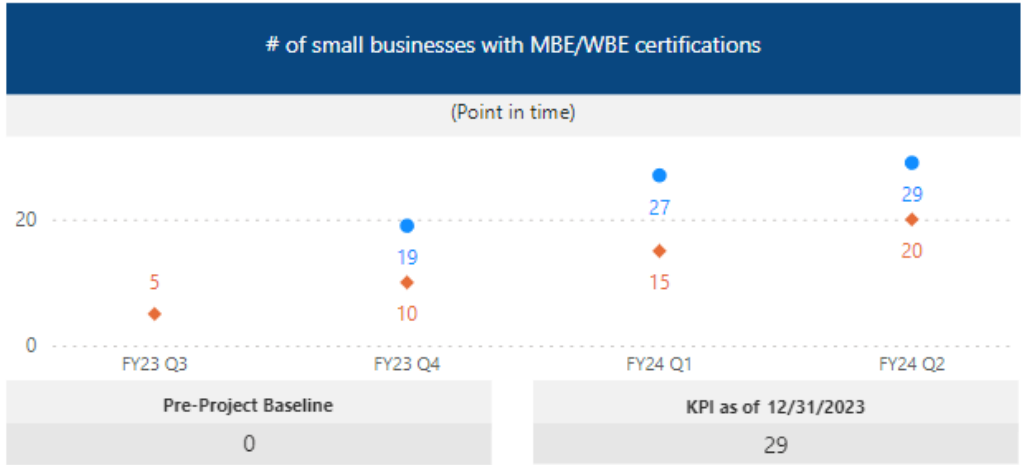 # of small businesses with MBE/WBE certifications
(Point in time)
27
29
20
19
5
15
20
10
0
FY23 Q3 FY23 Q4 FY24 Q1 FY24 Q2
Pre-Project Baseline KPI as of 12/31/2023
0 29